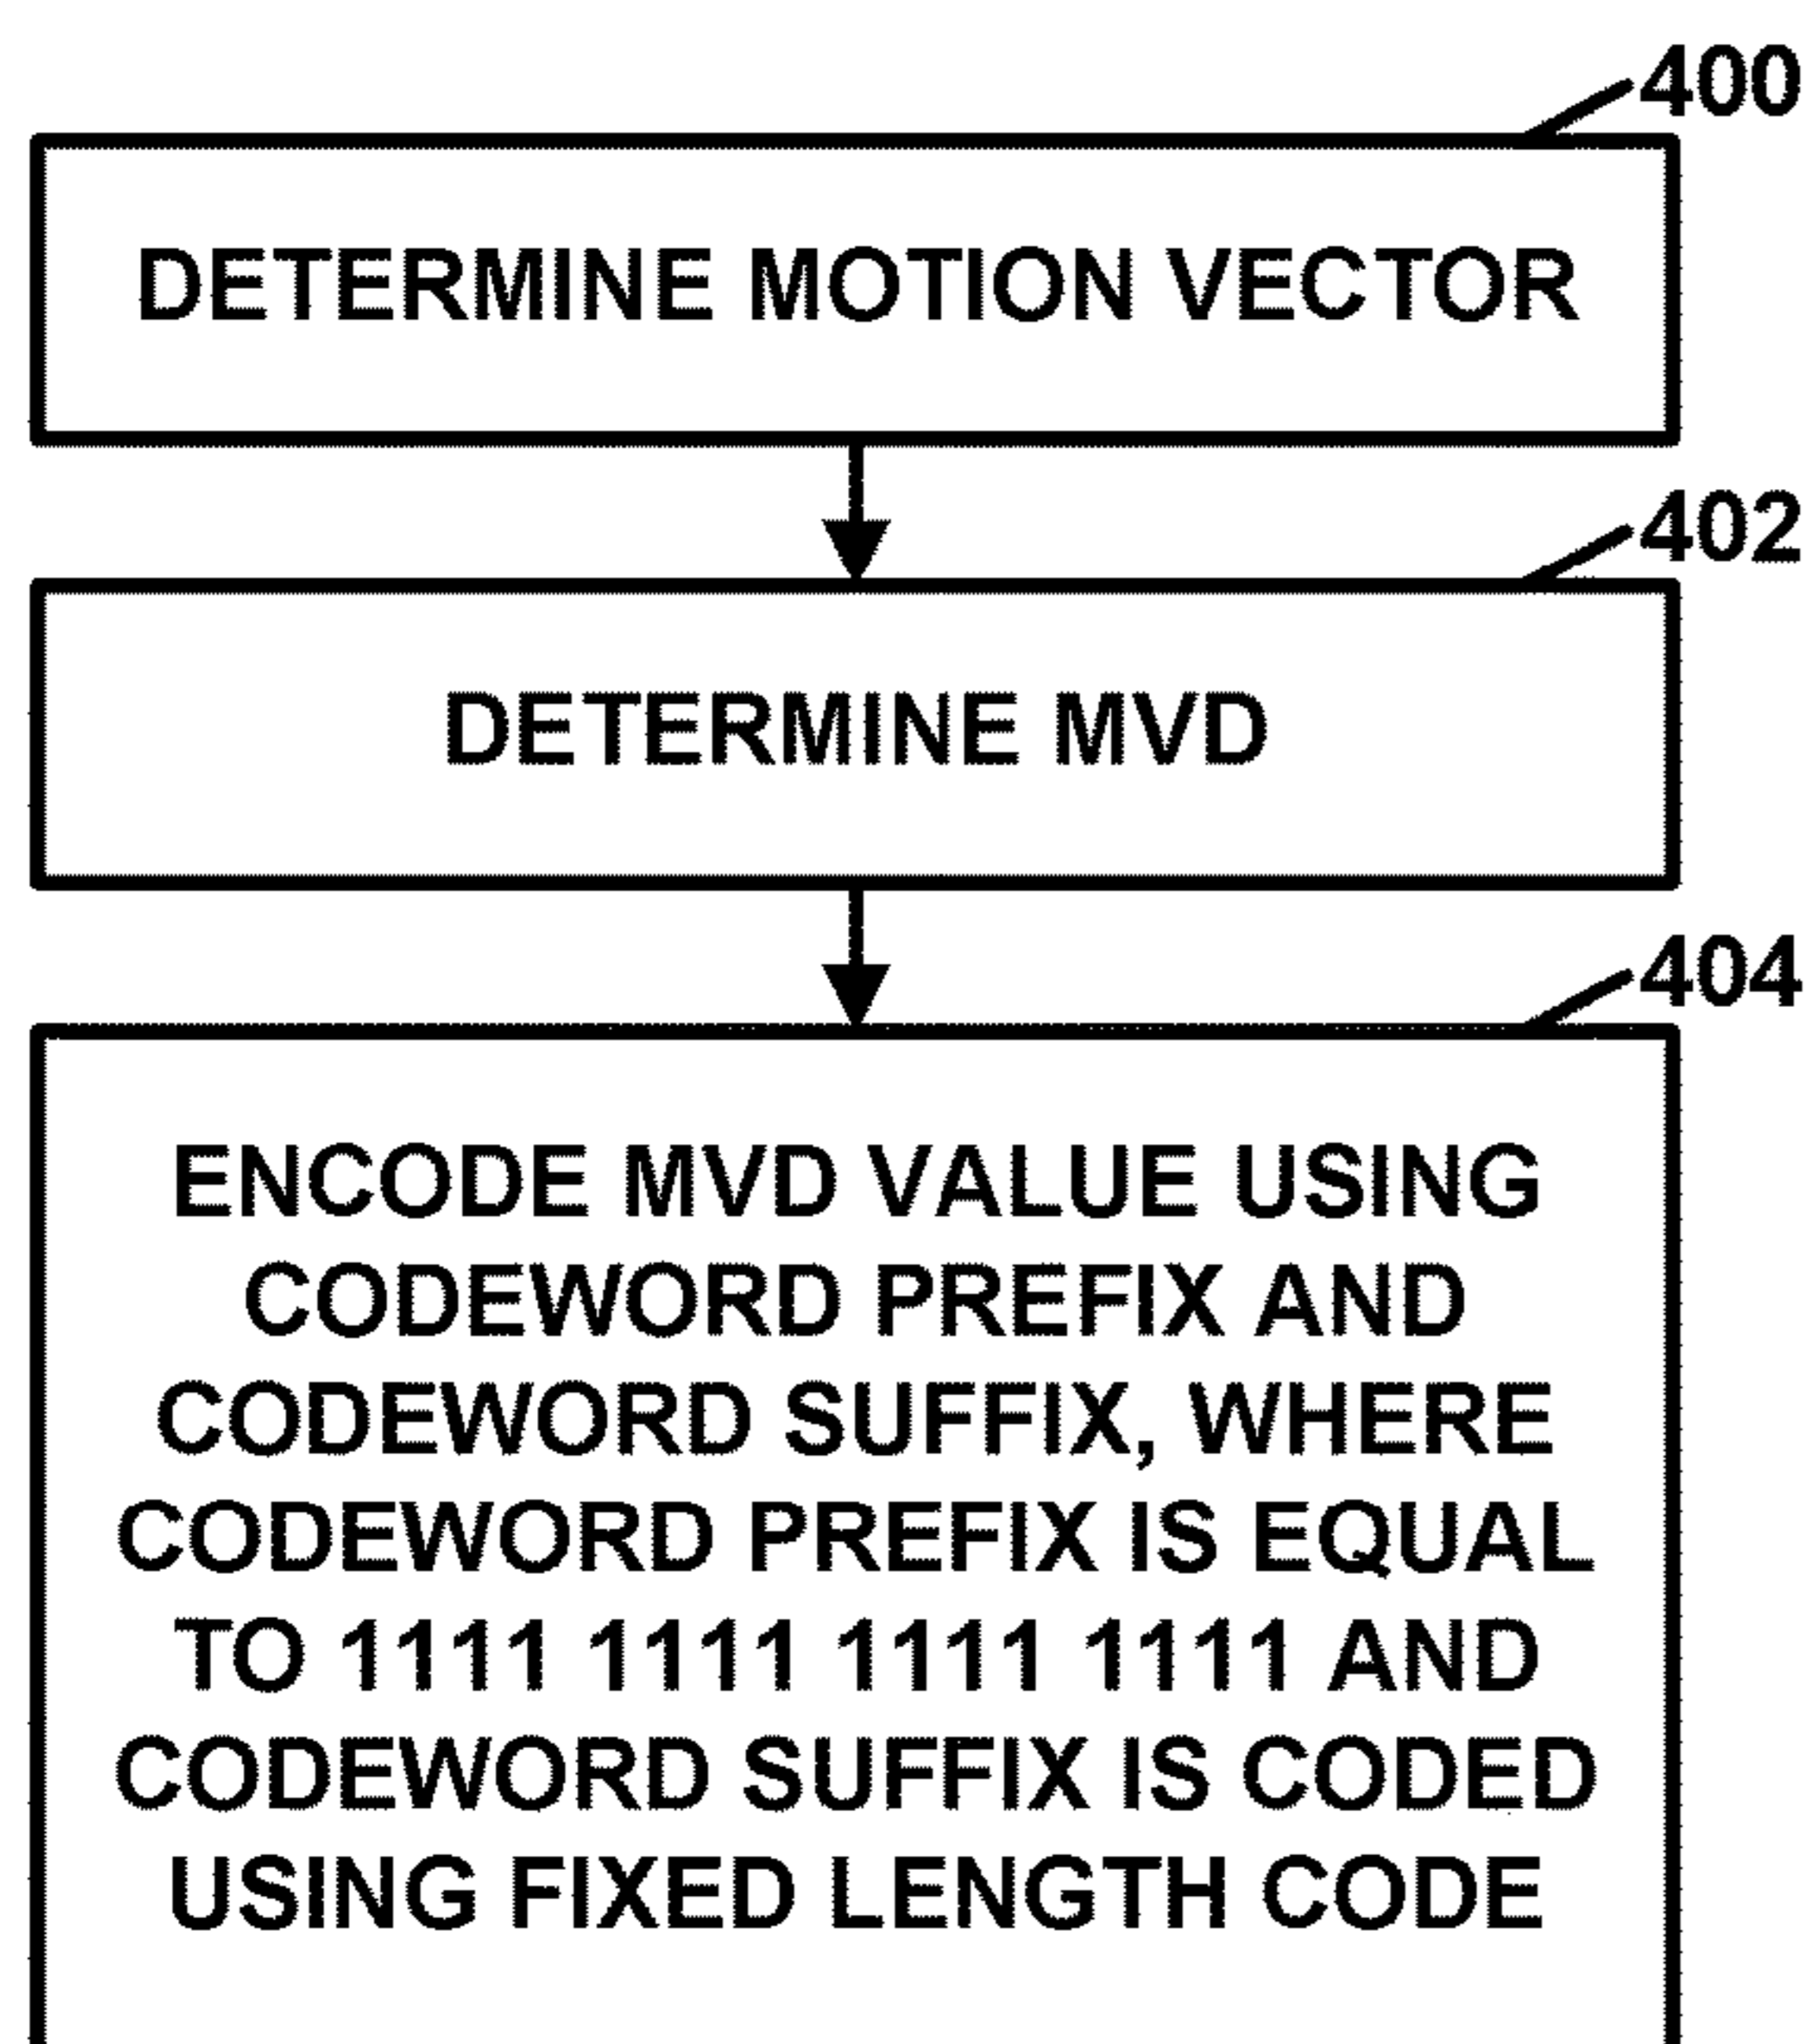 400
DETERMINE MOTION VECTOR
402
DETERMINE MVD
404
ENCODE MVD VALUE USING
CODEWORD PREFIX AND
CODEWORD SUFFIX, WHERE
CODEWORD PREFIX IS EQUAL
TO 1111 1111 1111 1111 AND
CODEWORD SUFFIX IS CODED
USING FIXED LENGTH CODE